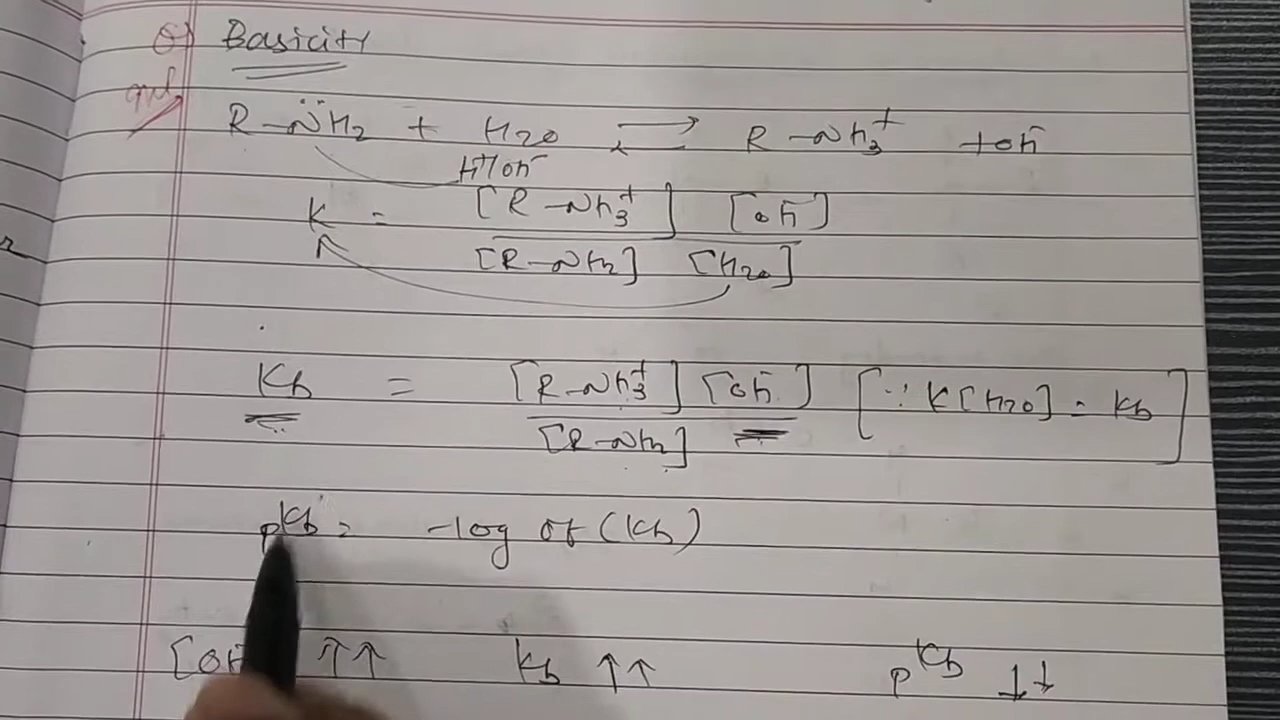 Basicity
R-N̈H₂ + H₂O ⇌ R-NH₃⁺ + OH⁻
H⁺/OH⁻
K = [R-NH₃⁺] [OH⁻]
[R-NH₂] [H₂O]
Kb = [R-NH₃⁺] [OH⁻] [∵ K[H₂O] = Kb]
[R-NH₂]
pKb = -log of (Kb)
[OH ↑↑ Kb ↑↑ pKb ↓↓